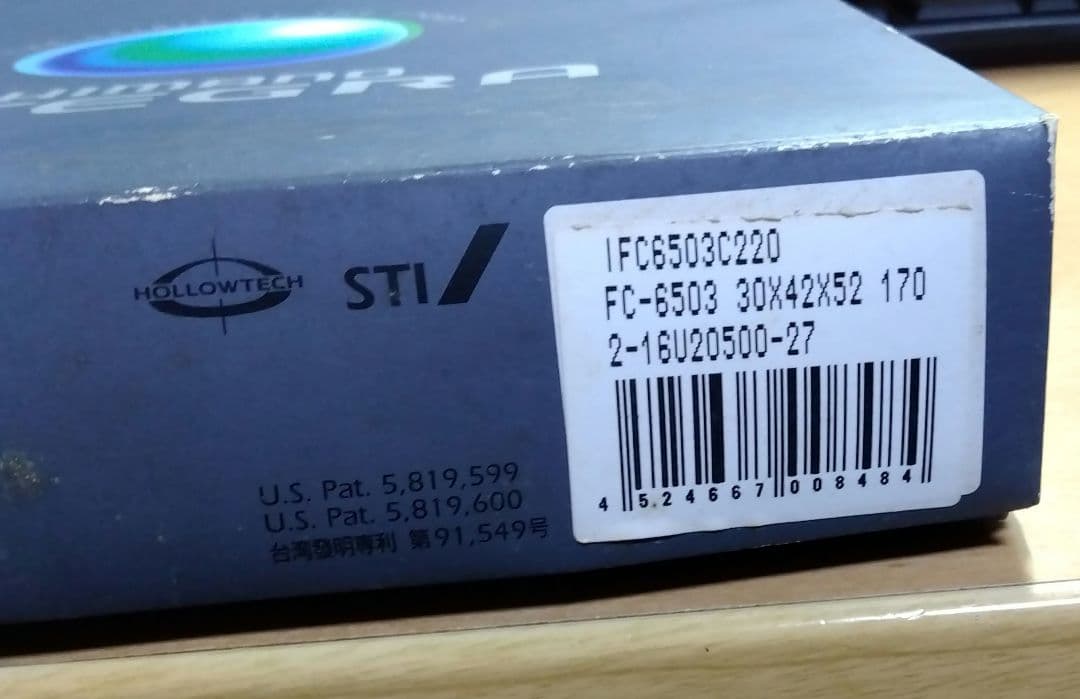 HOLLOWTECH
STI
IFC6503C220
FC-6503 30X42X52 170
2-16U20500-27
4 524667 008484
U.S. Pat. 5,819,599
U.S. Pat. 5,819,600
台灣發明專利 第91,549号